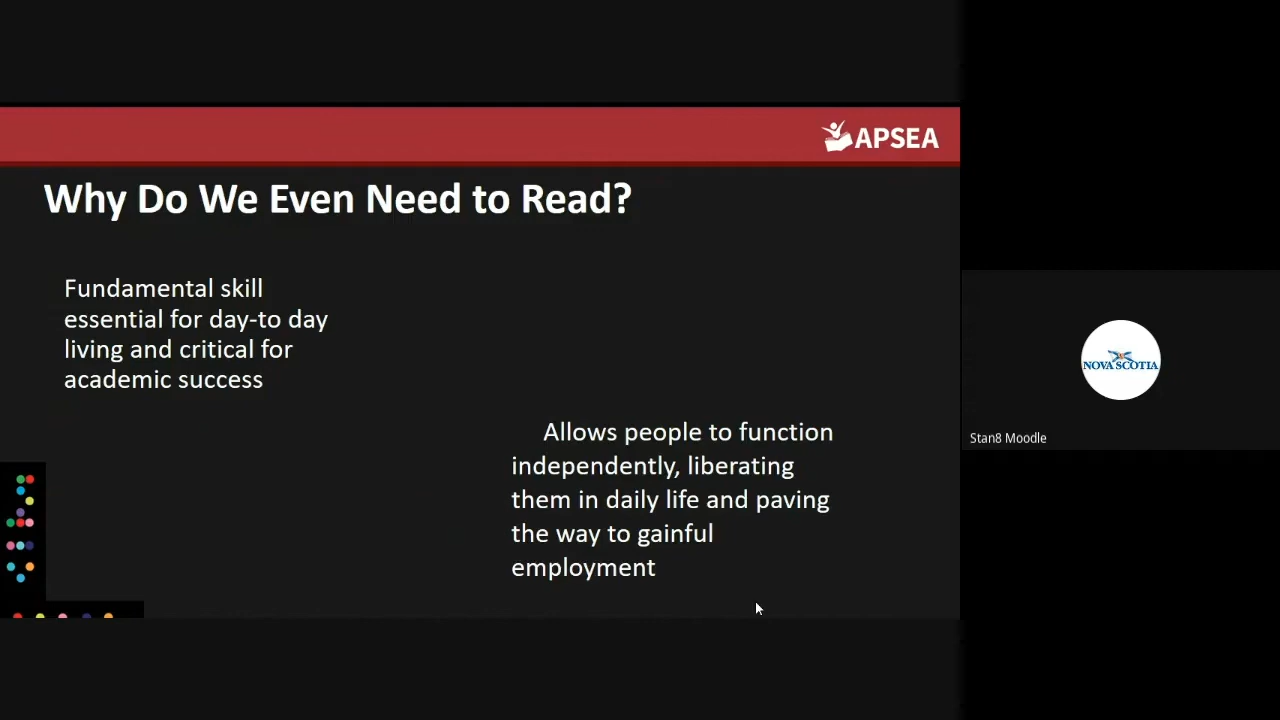 APSEA
Why Do We Even Need to Read?
Fundamental skill
essential for day-to day
living and critical for
academic success
Allows people to function
independently, liberating
them in daily life and paving
the way to gainful
employment
NOVA SCOTIA
Stan8 Moodle